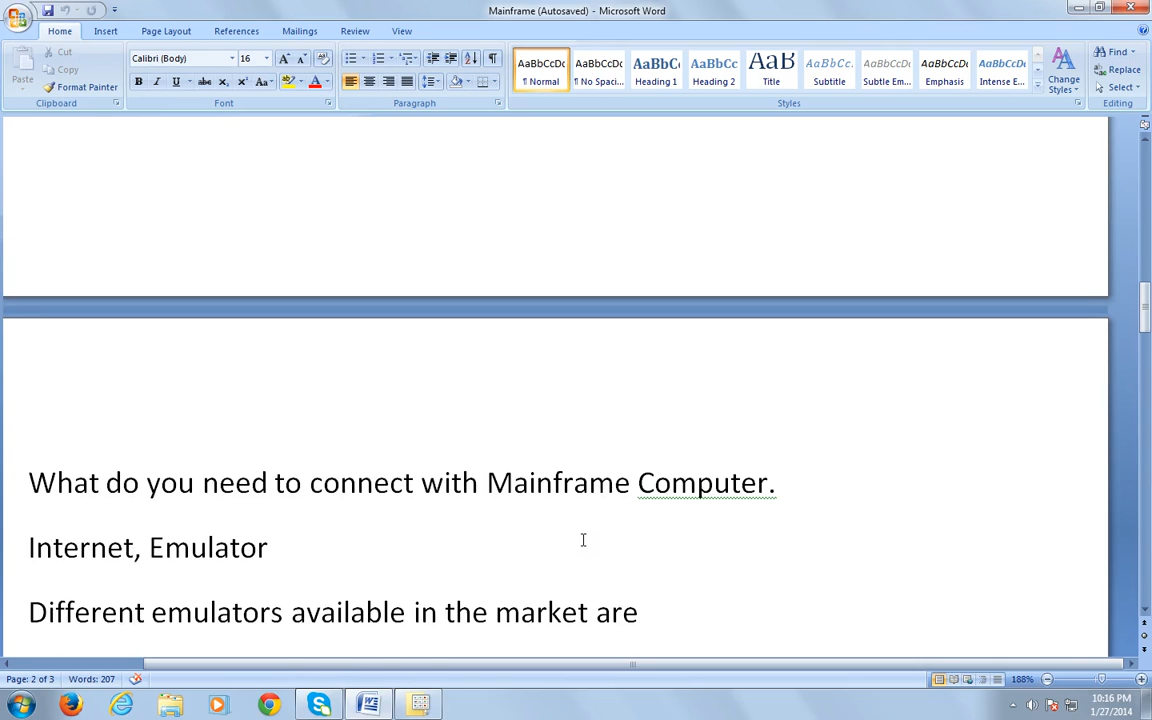 Mainframe (Autosaved) - Microsoft Word
Home Insert Page Layout References Mailings Review View
Paste
Cut
Copy
Format Painter
Clipboard
Calibri (Body) 16
Font
Paragraph
AaBbCcDc AaBbCcDc AaBbC AaBbCc AaB AaBbCc. AaBbCcDc AaBbCcDc AaBbCcDc
¶ Normal ¶ No Spaci... Heading 1 Heading 2 Title Subtitle Subtle Em... Emphasis Intense E...
Change Styles
Styles
Find
Replace
Select
Editing
What do you need to connect with Mainframe Computer.
Internet, Emulator
Different emulators available in the market are
Page: 2 of 3 Words: 207
188%
10:16 PM
1/27/2014